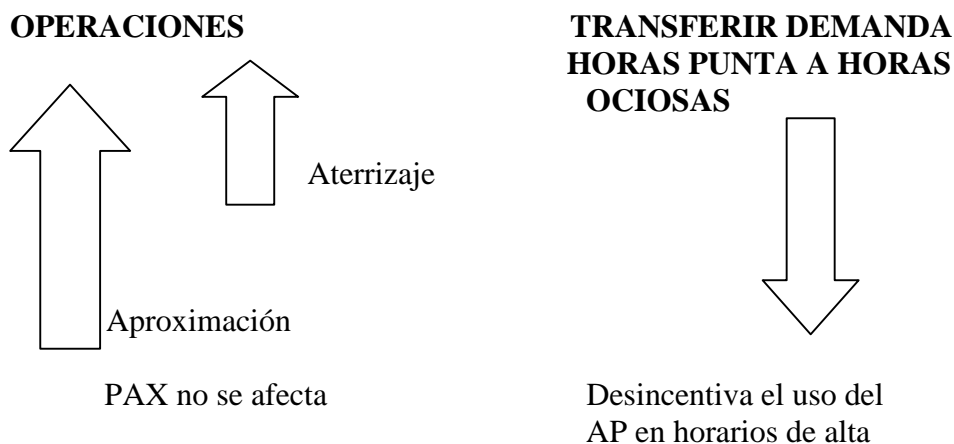 OPERACIONES
Aterrizaje
Aproximación
PAX no se afecta
TRANSFERIR DEMANDA
HORAS PUNTA A HORAS
OCIOSAS
Desincentiva el uso del
AP en horarios de alta